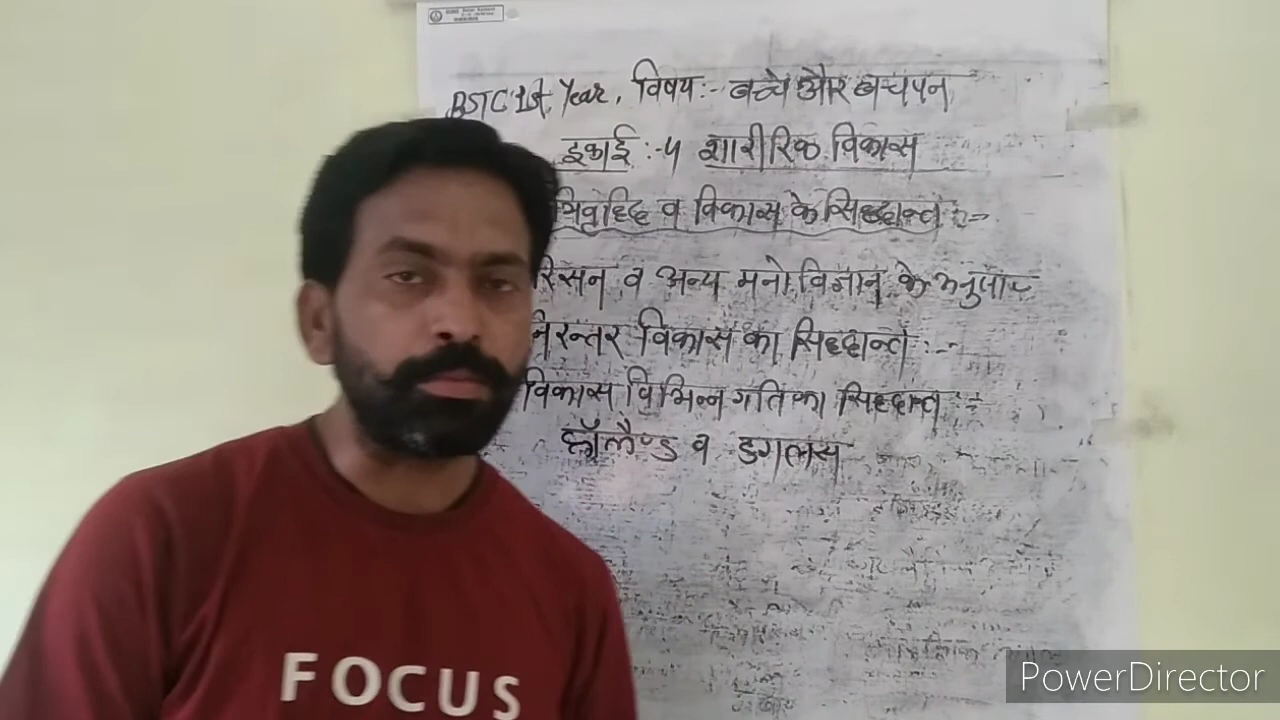 BSTC 1st Year, विषय :- बच्चे और बचपन
इकाई :- 5 शारीरिक विकास
भिवृद्धि व विकास के सिद्धान्त :-
रिसन व अन्य मनोविज्ञान के अनुसार
निरन्तर विकास का सिद्धान्त :--
विकास विभिन्न गति का सिद्धान्त :-
व डगलस
FOCUS
PowerDirector